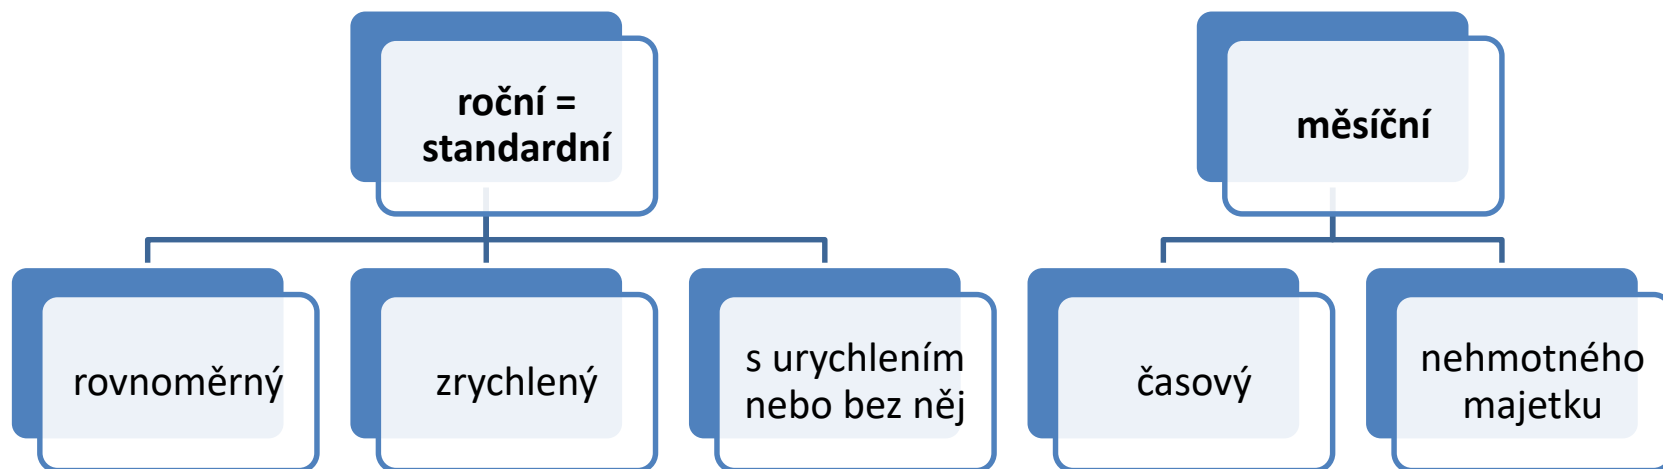 roční =
standardní
měsíční
rovnoměrný
zrychlený
s urychlením
nebo bez něj
časový
nehmotného
majetku